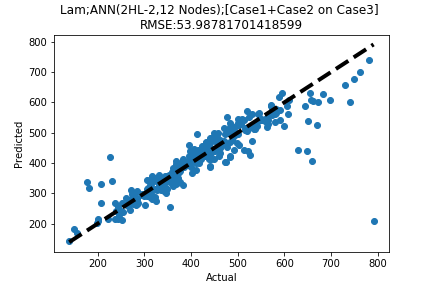 Lam;ANN(2HL-2,12 Nodes);[Case1+Case2 on Case3]
RMSE:53.98781701418599
800
700
600
500
400
300
200
Predicted
200 300 400 500 600 700 800
Actual